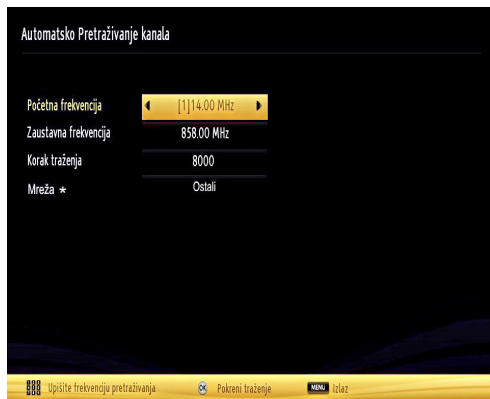 Automatsko Pretraživanje kanala
Početna frekvencija [1]14.00 MHz
Zaustavna frekvencija 858.00 MHz
Korak traženja 8000
Mreža * Ostali
Upišite frekvenciju pretraživanja OK Pokreni traženje MENU Izlaz